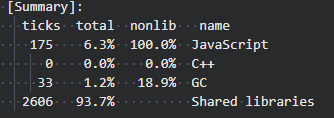 [Summary]:
ticks total nonlib name
175 6.3% 100.0% JavaScript
0 0.0% 0.0% C++
33 1.2% 18.9% GC
2606 93.7% Shared libraries